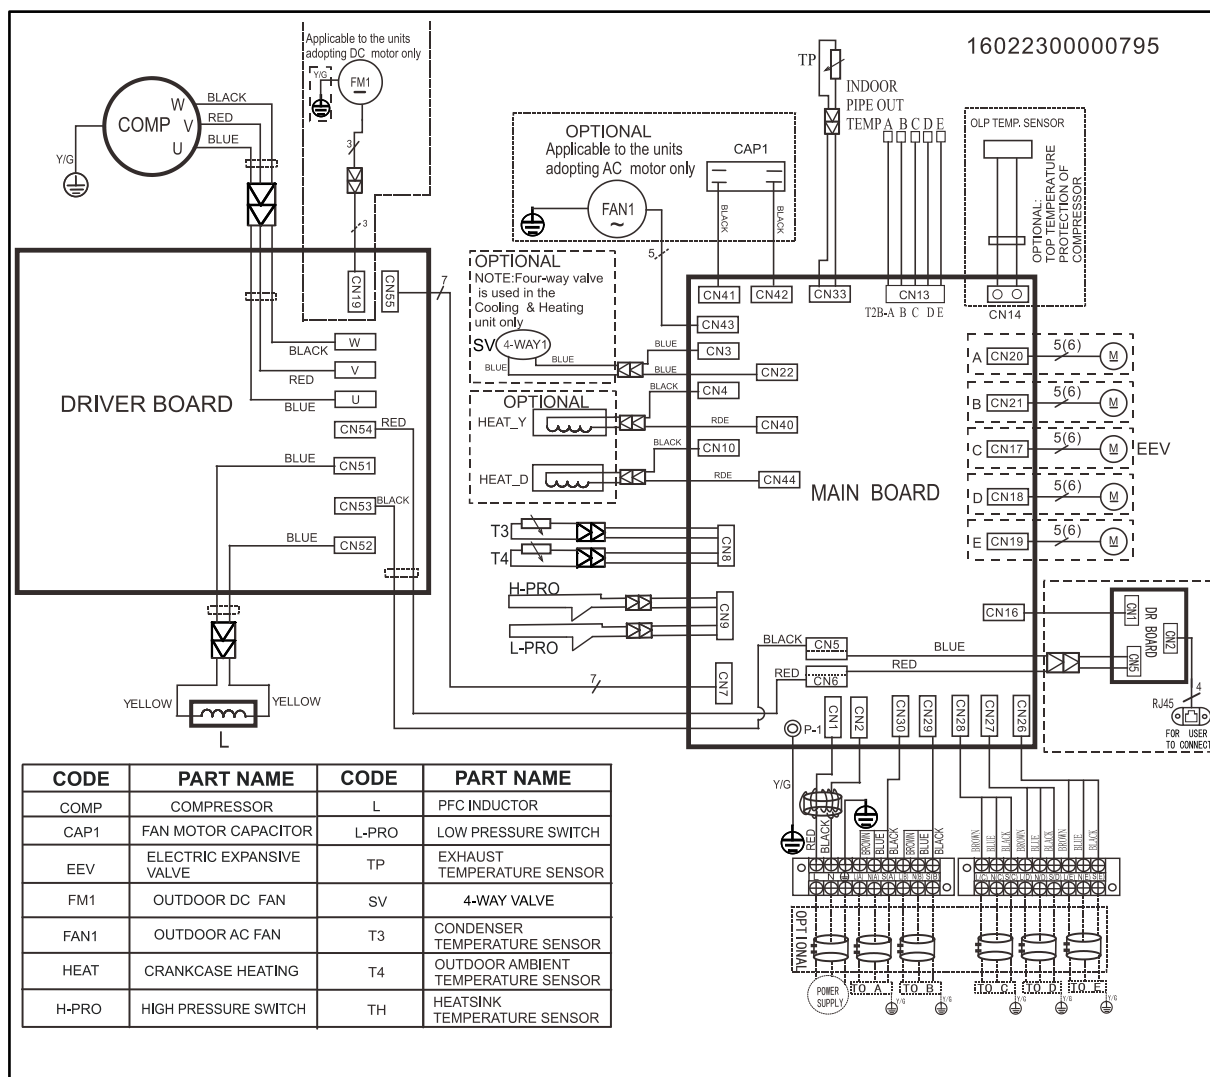 16022300000795
Applicable to the units
adopting DC motor only
Y/G
FM1
3
3
COMP
W
V
U
BLACK
RED
BLUE
Y/G
OPTIONAL
Applicable to the units
adopting AC motor only
CAP1
FAN1
~
5
BLACK
BLACK
TP
INDOOR
PIPE OUT
TEMP A B C D E
OLP TEMP. SENSOR
OPTIONAL:
TOP TEMPERATURE
PROTECTION OF
COMPRESSOR
CN19
CN55
7
W
BLACK
V
RED
U
BLUE
DRIVER BOARD
CN54
RED
BLUE
CN51
CN53
BLACK
BLUE
CN52
YELLOW
YELLOW
L
OPTIONAL
NOTE:Four-way valve
is used in the
Cooling & Heating
unit only
SV
4-WAY1
BLUE
BLUE
BLUE
OPTIONAL
HEAT_Y
BLACK
RDE
HEAT_D
BLACK
RDE
T3
T4
H-PRO
L-PRO
7
CN41
CN42
CN33
CN13
T2B-A B C D E
CN14
CN43
CN3
CN22
CN4
CN40
CN10
CN44
MAIN BOARD
CN8
CN9
CN7
A CN20 5(6) M
B CN21 5(6) M
C CN17 5(6) M
EEV
D CN18 5(6) M
E CN19 5(6) M
CN16
CN1
DR BOARD
CN2
CN5
4
RJ45
FOR USER
TO CONNECT
BLACK
CN5
BLUE
RED
CN6
RED
P-1
CN1
CN2
CN30
CN29
CN28
CN27
CN26
Y/G
RED
BLACK
BROWN
BLUE
BLACK
BROWN
BLUE
BLACK
BROWN
BLUE
BLACK
BROWN
BLUE
BLACK
BROWN
BLUE
BLACK
L N L(A) N(A) S(A) L(B) N(B) S(B)
L(C) N(C) S(C) L(D) N(D) S(D) L(E) N(E) S(E)
OPTIONAL
POWER
SUPPLY
TO A
Y/G
TO B
Y/G
TO C
Y/G
TO D
Y/G
TO E
Y/G
CODE PART NAME CODE PART NAME
COMP COMPRESSOR L PFC INDUCTOR
CAP1 FAN MOTOR CAPACITOR L-PRO LOW PRESSURE SWITCH
EEV ELECTRIC EXPANSIVE VALVE TP EXHAUST TEMPERATURE SENSOR
FM1 OUTDOOR DC FAN SV 4-WAY VALVE
FAN1 OUTDOOR AC FAN T3 CONDENSER TEMPERATURE SENSOR
HEAT CRANKCASE HEATING T4 OUTDOOR AMBIENT TEMPERATURE SENSOR
H-PRO HIGH PRESSURE SWITCH TH HEATSINK TEMPERATURE SENSOR